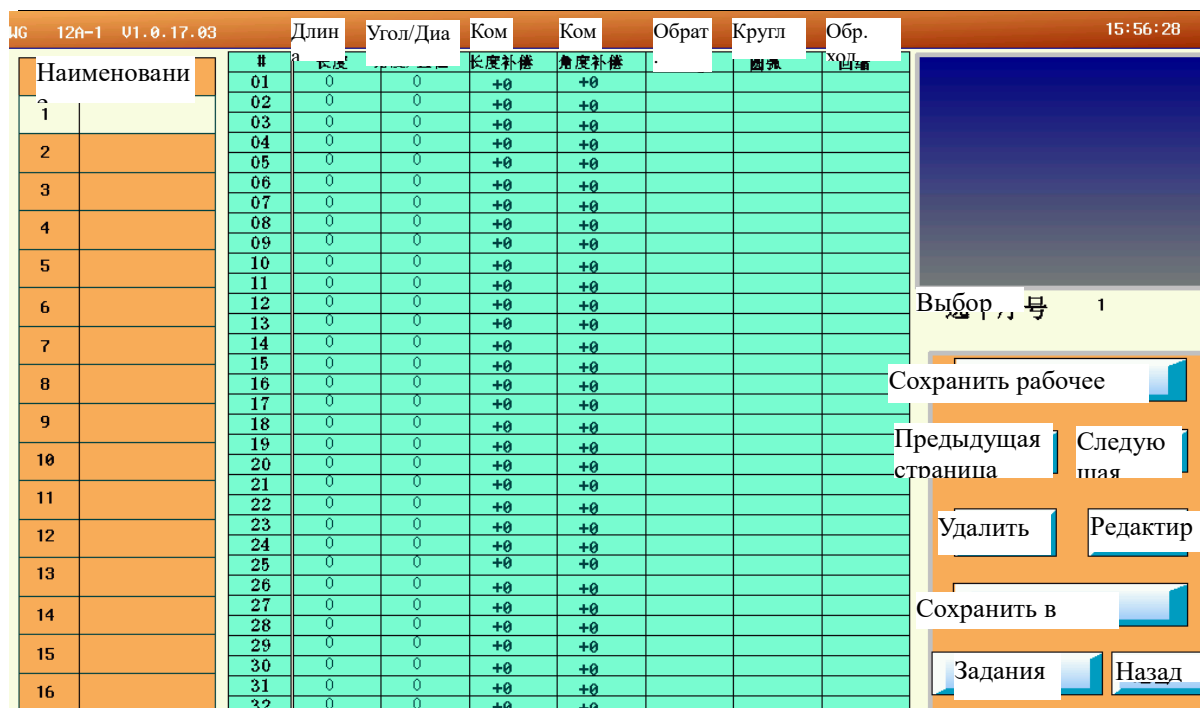 WG 12A-1 V1.0.17.03
15:56:28
Длин
а
Угол/Диа
Ком
Ком
Обрат
.
Кругл
Обр.
ход
Наименовани
1
2
3
4
5
6
7
8
9
10
11
12
13
14
15
16
# 长度 长度补偿 角度补偿 圆弧 回缩
01 0 0 +0 +0
02 0 0 +0 +0
03 0 0 +0 +0
04 0 0 +0 +0
05 0 0 +0 +0
06 0 0 +0 +0
07 0 0 +0 +0
08 0 0 +0 +0
09 0 0 +0 +0
10 0 0 +0 +0
11 0 0 +0 +0
12 0 0 +0 +0
13 0 0 +0 +0
14 0 0 +0 +0
15 0 0 +0 +0
16 0 0 +0 +0
17 0 0 +0 +0
18 0 0 +0 +0
19 0 0 +0 +0
20 0 0 +0 +0
21 0 0 +0 +0
22 0 0 +0 +0
23 0 0 +0 +0
24 0 0 +0 +0
25 0 0 +0 +0
26 0 0 +0 +0
27 0 0 +0 +0
28 0 0 +0 +0
29 0 0 +0 +0
30 0 0 +0 +0
31 0 0 +0 +0
32 0 0 +0 +0
Выбор 号 1
Сохранить рабочее
Предыдущая
страница
Следую
щая
Удалить
Редактир
Сохранить в
Задания
Назад